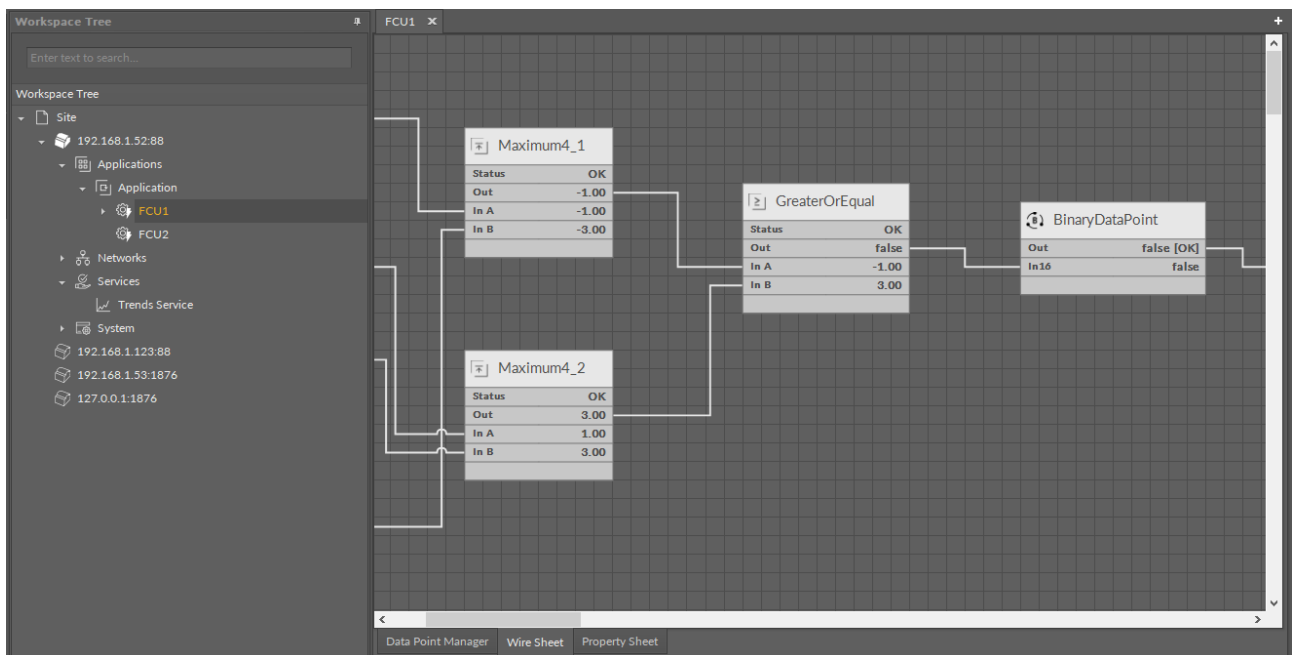 Workspace Tree
Enter text to search...
Workspace Tree
Site
192.168.1.52:88
Applications
Application
FCU1
FCU2
Networks
Services
Trends Service
System
192.168.1.123:88
192.168.1.53:1876
127.0.0.1:1876
FCU1 X +
Maximum4_1
Status OK
Out -1.00
In A -1.00
In B -3.00
Maximum4_2
Status OK
Out 3.00
In A 1.00
In B 3.00
≥ GreaterOrEqual
Status OK
Out false
In A -1.00
In B 3.00
B BinaryDataPoint
Out false [OK]
In16 false
Data Point Manager Wire Sheet Property Sheet